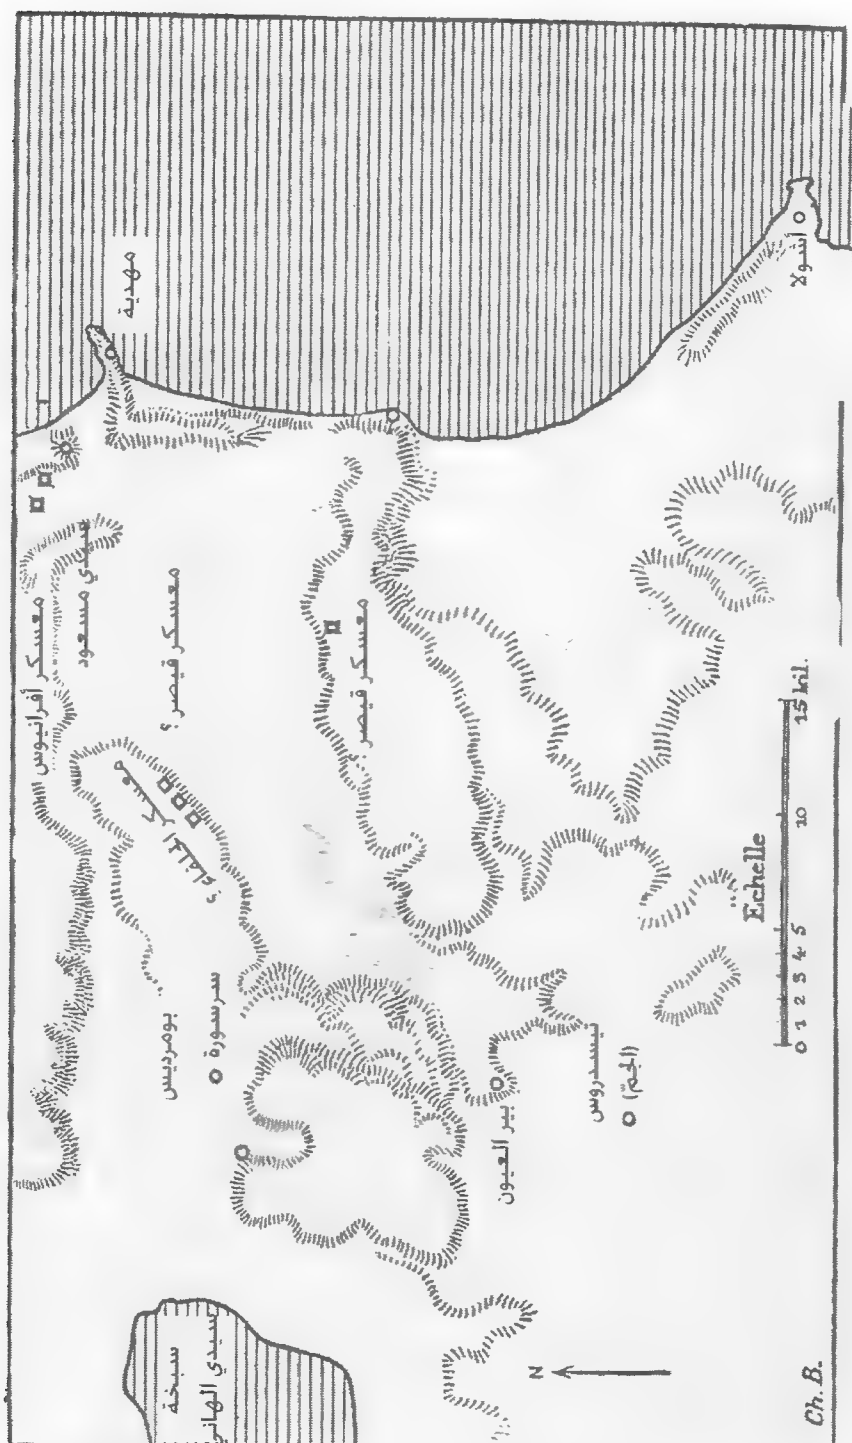 مهدية
أشولا
معسكر أفرانيوس
سيدي مسعود
معسكر قيصر ؟
معسكر قيصر ؟
بومرديس
سرسورة
بير العيون
تيسدروس
(الجمّ)
سبخة
سيدي الهاني
N
Echelle
0 1 2 3 4 5 10 15 kil.
Ch. B.